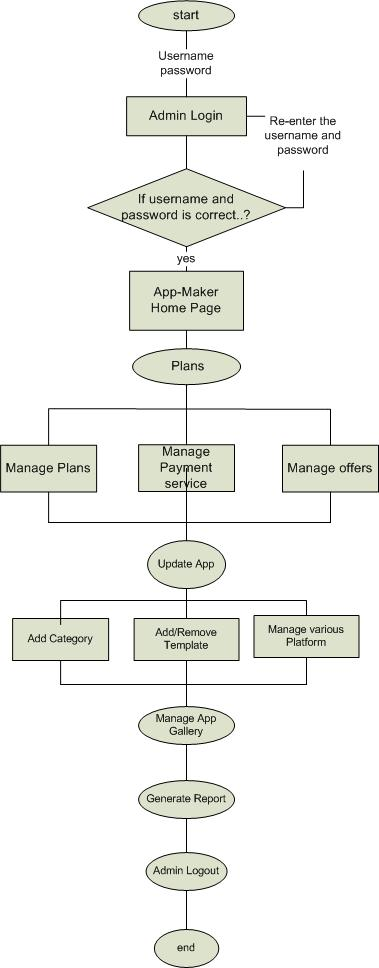 start
Username
password
Admin Login
Re-enter the
username and
password
If username and
password is correct..?
yes
App-Maker
Home Page
Plans
Manage Plans
Manage
Payment
service
Manage offers
Update App
Add Category
Add/Remove
Template
Manage various
Platform
Manage App
Gallery
Generate Report
Admin Logout
end